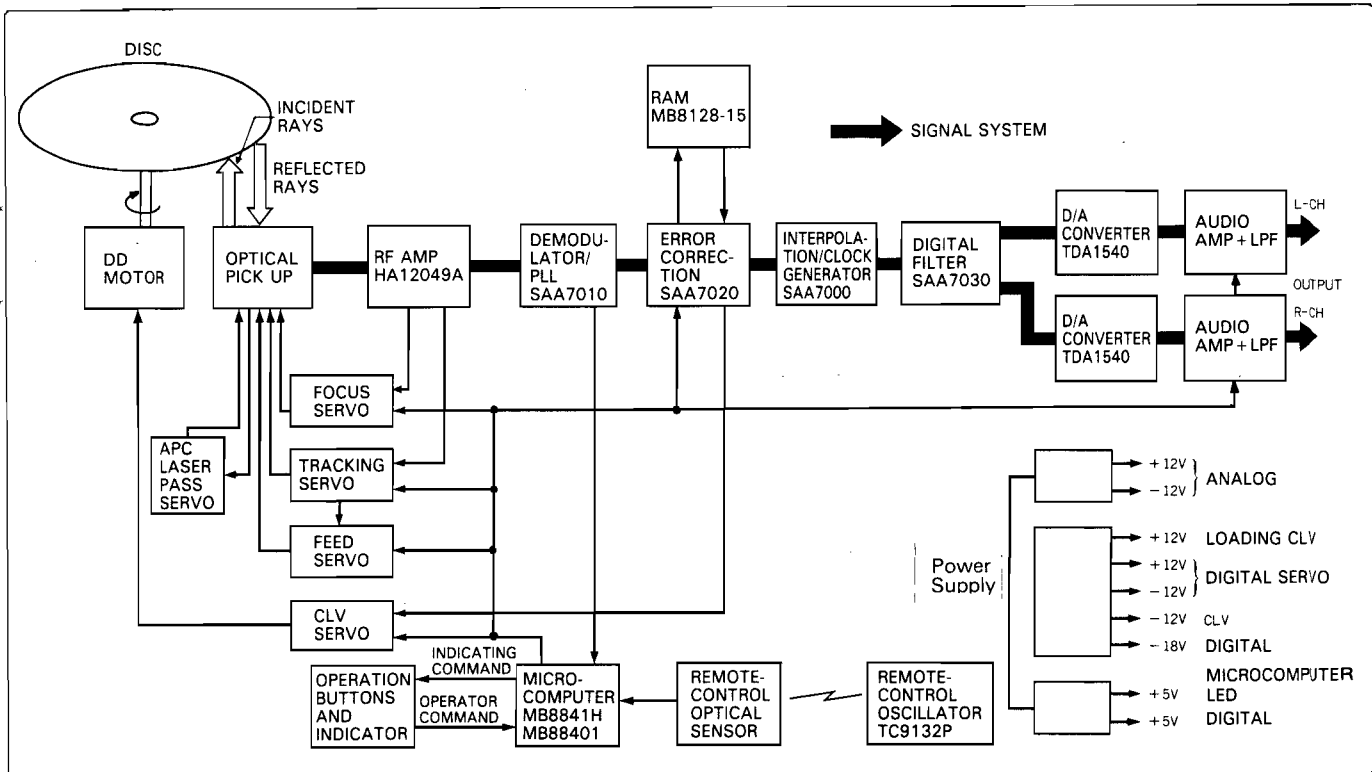 DISC
INCIDENT
RAYS
REFLECTED
RAYS
RAM
MB8128-15
SIGNAL SYSTEM
DD
MOTOR
OPTICAL
PICK UP
RF AMP
HA12049A
DEMODU-
LATOR/
PLL
SAA7010
ERROR
CORREC-
TION
SAA7020
INTERPOLA-
TION/CLOCK
GENERATOR
SAA7000
DIGITAL
FILTER
SAA7030
D/A
CONVERTER
TDA1540
AUDIO
AMP + LPF
L-CH
OUTPUT
D/A
CONVERTER
TDA1540
AUDIO
AMP + LPF
R-CH
FOCUS
SERVO
APC
LASER
PASS
SERVO
TRACKING
SERVO
FEED
SERVO
CLV
SERVO
INDICATING
COMMAND
OPERATION
BUTTONS
AND
INDICATOR
OPERATOR
COMMAND
MICRO-
COMPUTER
MB8841H
MB88401
REMOTE-
CONTROL
OPTICAL
SENSOR
REMOTE-
CONTROL
OSCILLATOR
TC9132P
Power
Supply
+12V
-12V
ANALOG
+12V LOADING CLV
+12V
-12V
DIGITAL SERVO
-12V CLV
-18V DIGITAL
MICROCOMPUTER
+5V LED
+5V DIGITAL